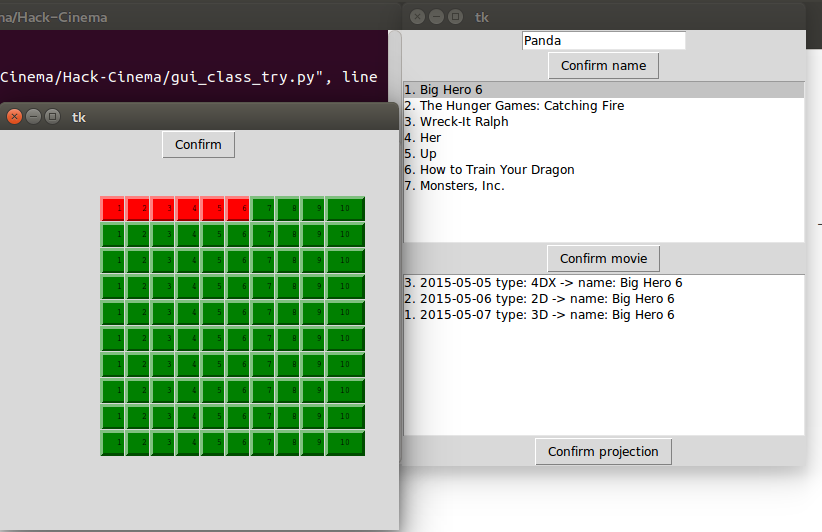 na/Hack-Cinema
Cinema/Hack-Cinema/gui_class_try.py", line
tk
Confirm
1 2 3 4 5 6 7 8 9 10
1 2 3 4 5 6 7 8 9 10
1 2 3 4 5 6 7 8 9 10
1 2 3 4 5 6 7 8 9 10
1 2 3 4 5 6 7 8 9 10
1 2 3 4 5 6 7 8 9 10
1 2 3 4 5 6 7 8 9 10
1 2 3 4 5 6 7 8 9 10
1 2 3 4 5 6 7 8 9 10
1 2 3 4 5 6 7 8 9 10
tk
Panda
Confirm name
1. Big Hero 6
2. The Hunger Games: Catching Fire
3. Wreck-It Ralph
4. Her
5. Up
6. How to Train Your Dragon
7. Monsters, Inc.
Confirm movie
3. 2015-05-05 type: 4DX -> name: Big Hero 6
2. 2015-05-06 type: 2D -> name: Big Hero 6
1. 2015-05-07 type: 3D -> name: Big Hero 6
Confirm projection